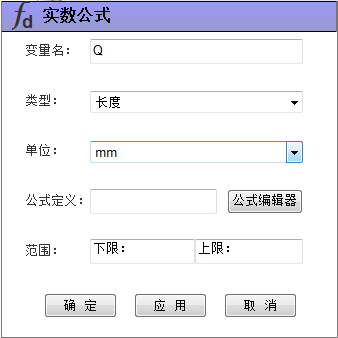 fd 实数公式
变量名： Q
类型： 长度
单位： mm
公式定义： 公式编辑器
范围： 下限： 上限：
确 定 应 用 取 消